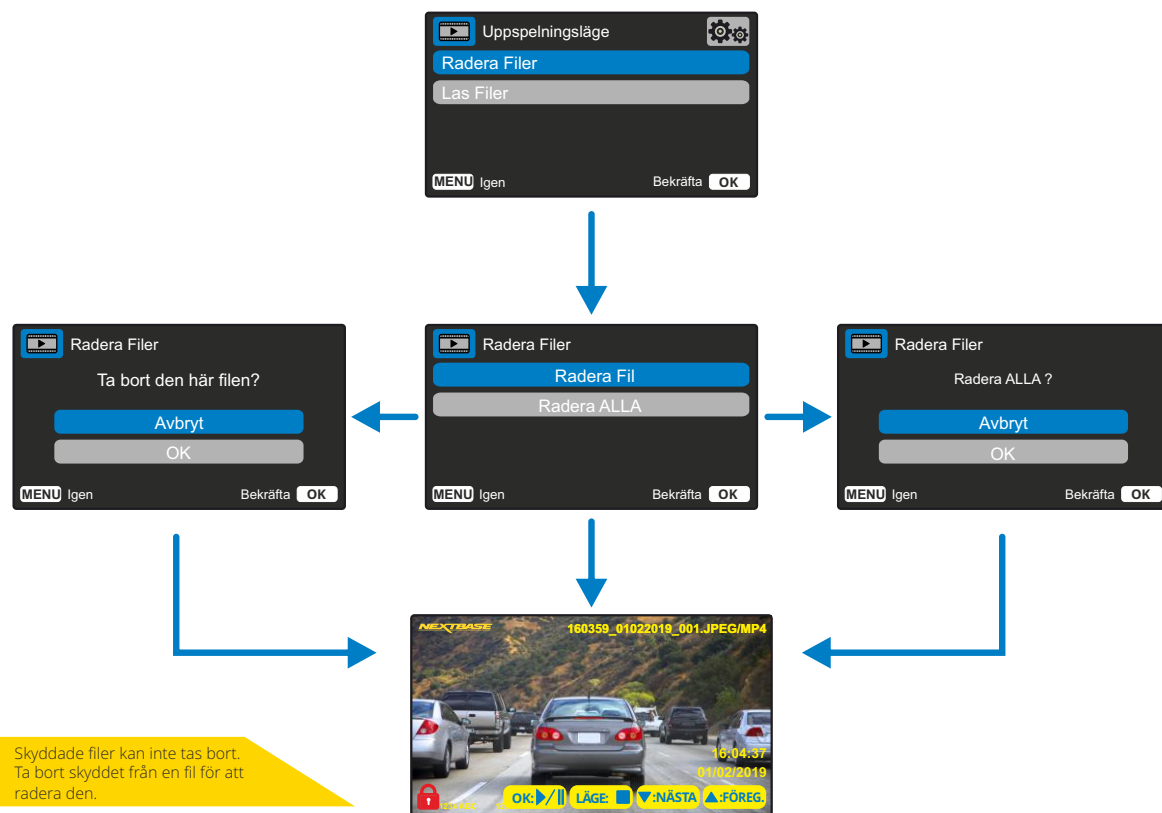 Uppspelningsläge
Radera Filer
Las Filer
MENU Igen
Bekräfta OK
Radera Filer
Ta bort den här filen?
Avbryt
OK
MENU Igen
Bekräfta OK
Radera Filer
Radera Fil
Radera ALLA
MENU Igen
Bekräfta OK
Radera Filer
Radera ALLA ?
Avbryt
OK
MENU Igen
Bekräfta OK
NEXTBASE
160359_01022019_001.JPEG/MP4
16:04:37
01/02/2019
OK: LÄGE: :NÄSTA :FÖREG.
Skyddade filer kan inte tas bort.
Ta bort skyddet från en fil för att
radera den.